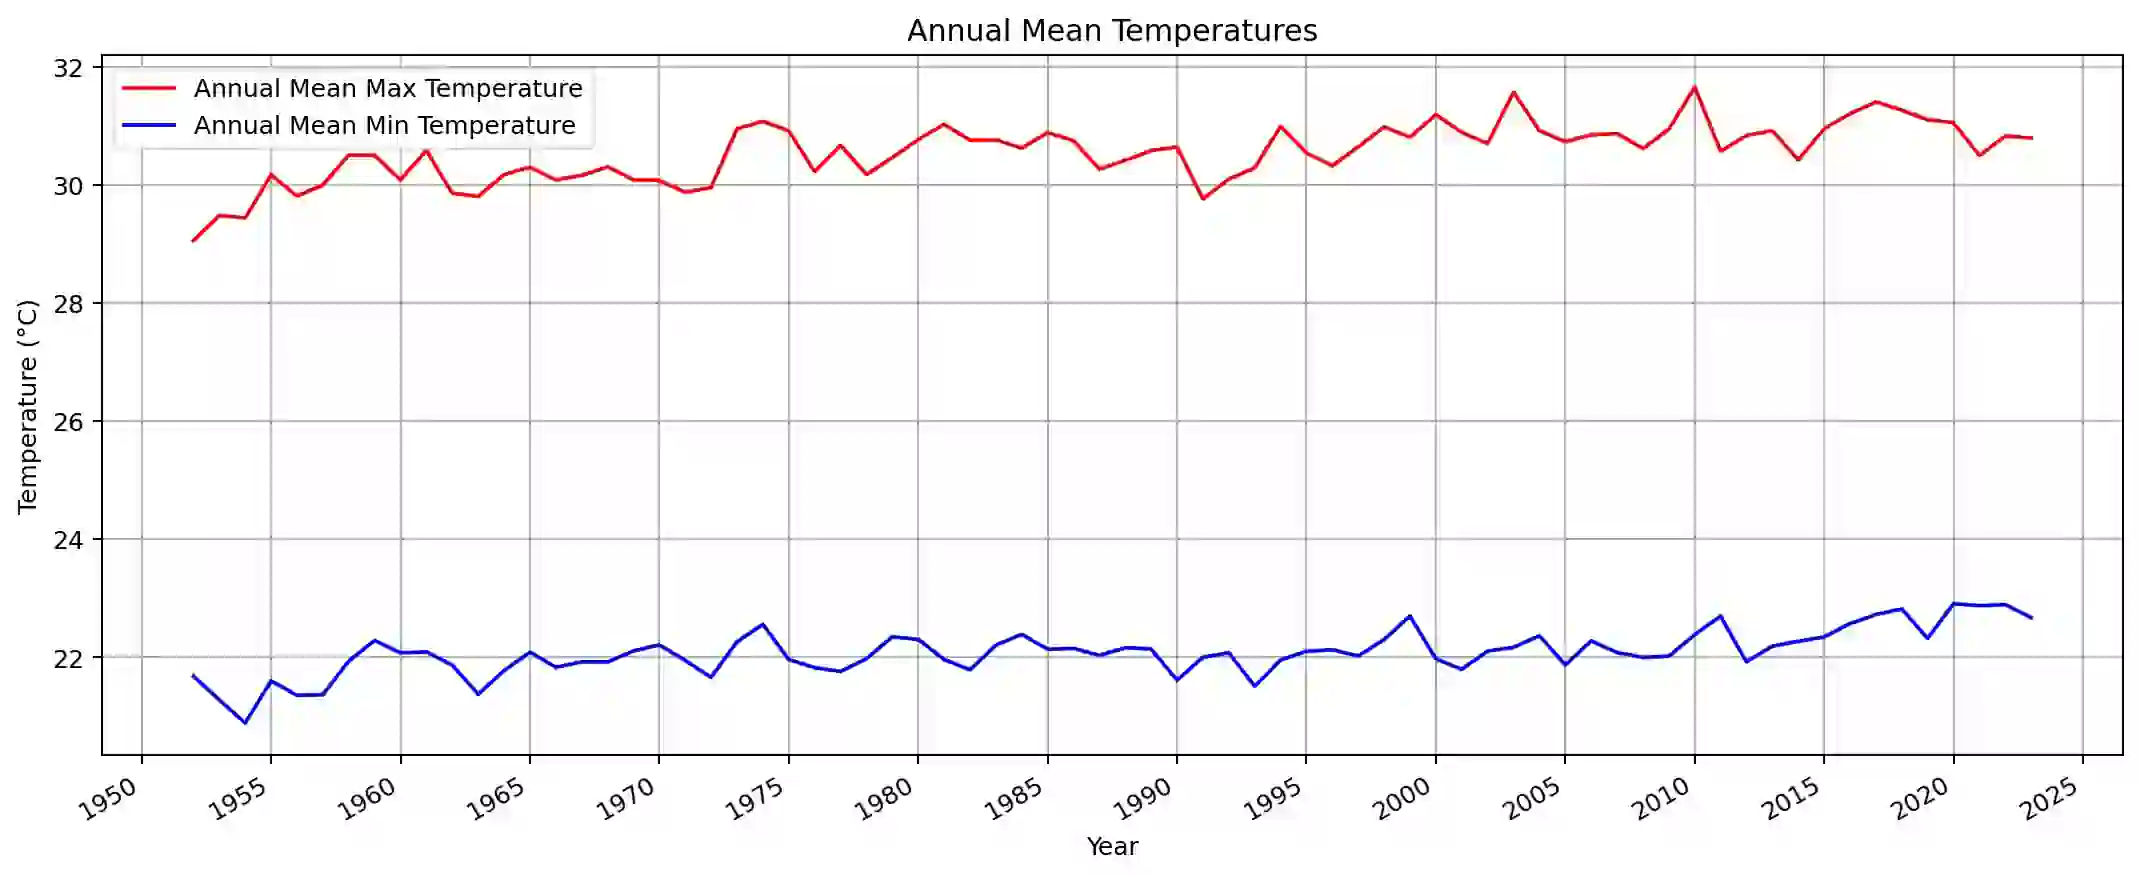 Annual Mean Temperatures
32
Annual Mean Max Temperature
Annual Mean Min Temperature
30
28
26
24
22
Temperature (°C)
1950 1955 1960 1965 1970 1975 1980 1985 1990 1995 2000 2005 2010 2015 2020 2025
Year